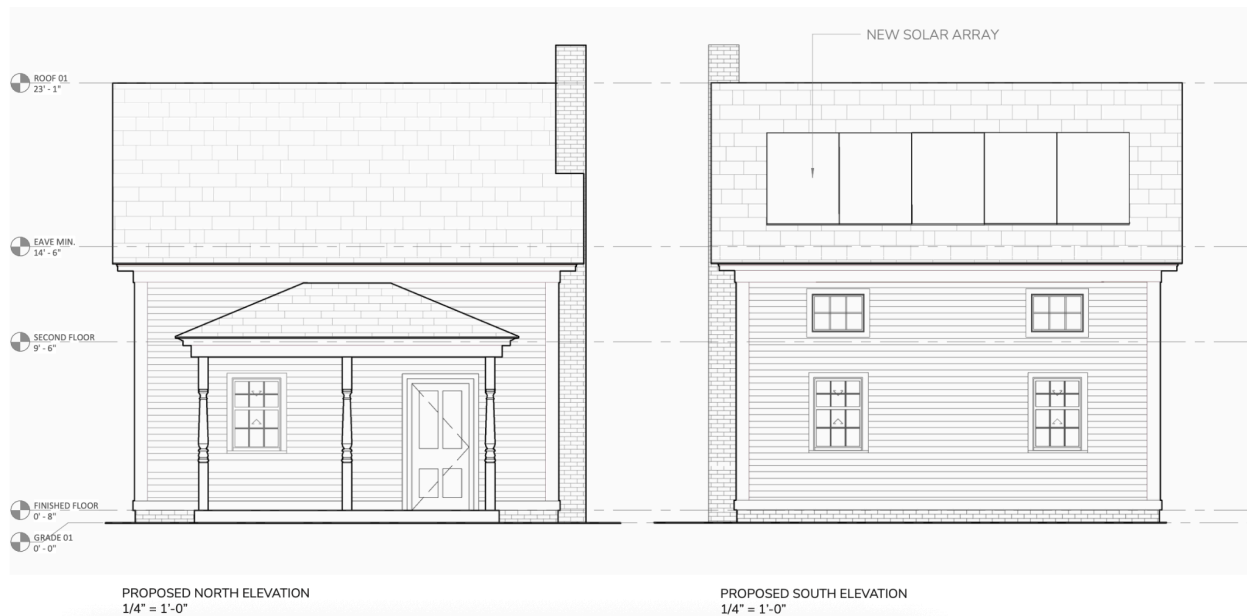 NEW SOLAR ARRAY
ROOF 01
23' - 1"
EAVE MIN.
14' - 6"
SECOND FLOOR
9' - 6"
FINISHED FLOOR
0' - 8"
GRADE 01
0' - 0"
PROPOSED NORTH ELEVATION
1/4" = 1'-0"
PROPOSED SOUTH ELEVATION
1/4" = 1'-0"